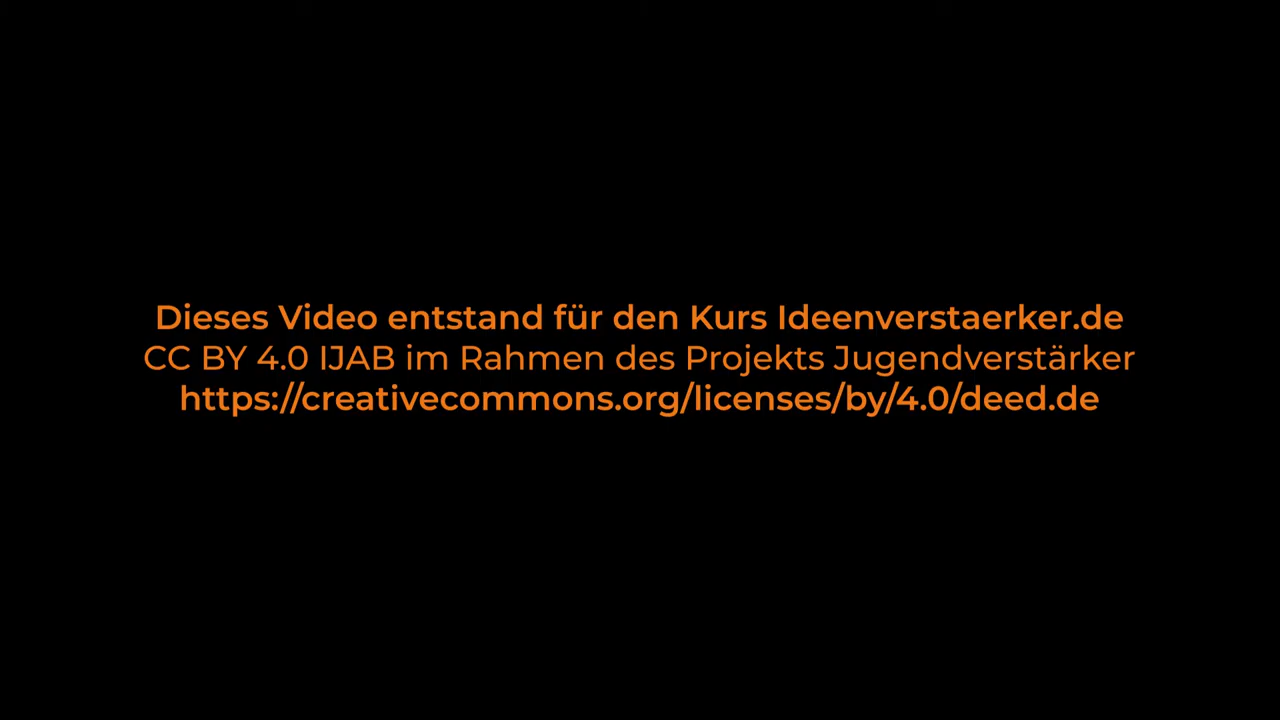 Dieses Video entstand für den Kurs Ideenverstaerker.de
CC BY 4.0 IJAB im Rahmen des Projekts Jugendverstärker
https://creativecommons.org/licenses/by/4.0/deed.de